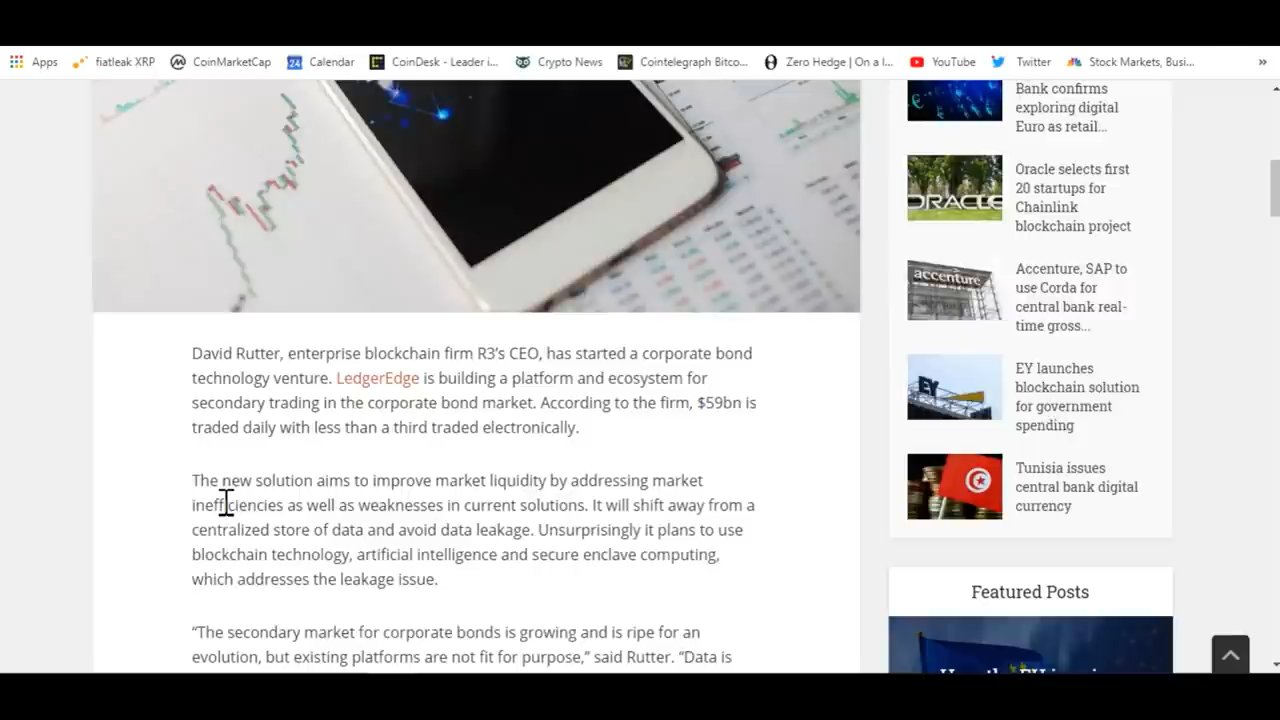 Apps
fiatleak XRP
CoinMarketCap
24
Calendar
CoinDesk - Leader i...
Crypto News
Cointelegraph Bitco...
Zero Hedge | On a l...
YouTube
Twitter
Stock Markets, Busi...
»
Bank confirms
exploring digital
Euro as retail...
ORACLE
Oracle selects first
20 startups for
Chainlink
blockchain project
accenture
Accenture, SAP to
use Corda for
central bank real-
time gross...
EY
EY launches
blockchain solution
for government
spending
Tunisia issues
central bank digital
currency
David Rutter, enterprise blockchain firm R3's CEO, has started a corporate bond
technology venture. LedgerEdge is building a platform and ecosystem for
secondary trading in the corporate bond market. According to the firm, $59bn is
traded daily with less than a third traded electronically.
The new solution aims to improve market liquidity by addressing market
inefficiencies as well as weaknesses in current solutions. It will shift away from a
centralized store of data and avoid data leakage. Unsurprisingly it plans to use
blockchain technology, artificial intelligence and secure enclave computing,
which addresses the leakage issue.
“The secondary market for corporate bonds is growing and is ripe for an
evolution, but existing platforms are not fit for purpose,” said Rutter. “Data is
Featured Posts